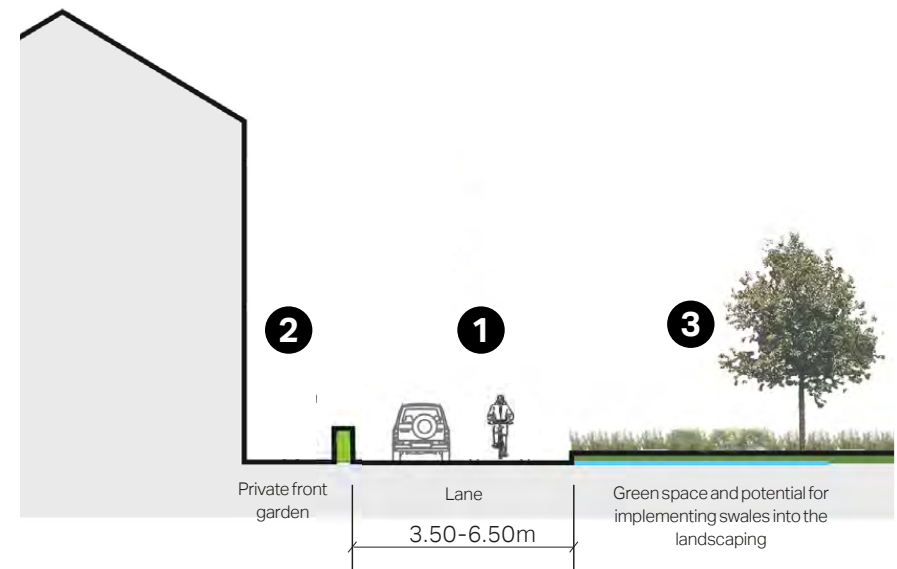 2
1
3
Private front
garden
Lane
Green space and potential for
implementing swales into the
landscaping
3.50-6.50m